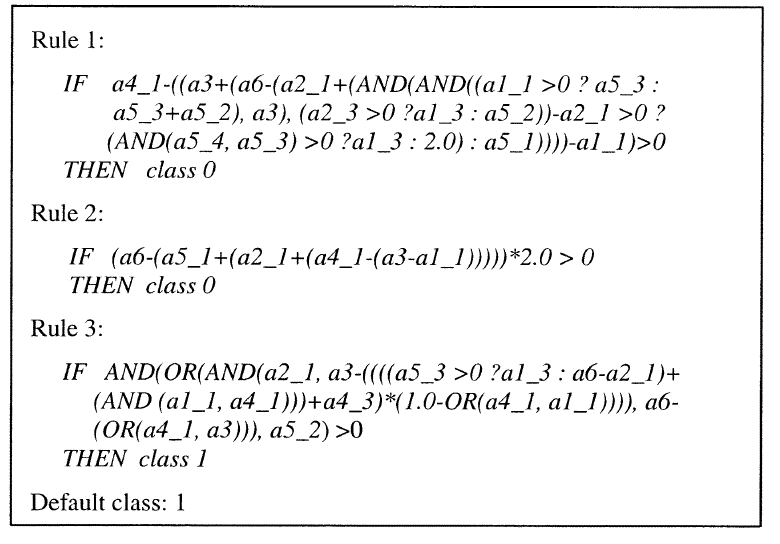 Rule 1:
IF a4_1-((a3+(a6-(a2_1+(AND(AND((a1_1 >0 ? a5_3 :
a5_3+a5_2), a3), (a2_3 >0 ?a1_3 : a5_2))-a2_1 >0 ?
(AND(a5_4, a5_3) >0 ?a1_3 : 2.0) : a5_1))))-a1_1)>0
THEN class 0
Rule 2:
IF (a6-(a5_1+(a2_1+(a4_1-(a3-a1_1)))))*2.0 > 0
THEN class 0
Rule 3:
IF AND(OR(AND(a2_1, a3-((((a5_3 >0 ?a1_3 : a6-a2_1)+
(AND (a1_1, a4_1)))+a4_3)*(1.0-OR(a4_1, a1_1)))), a6-
(OR(a4_1, a3))), a5_2) >0
THEN class 1
Default class: 1